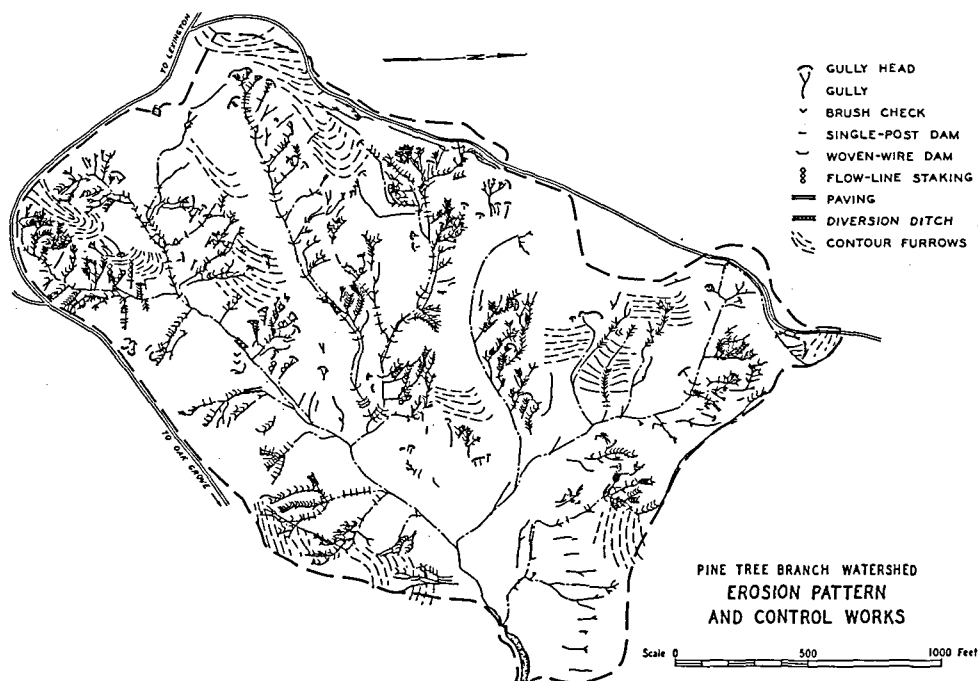 TO LEXINGTON
N
GULLY HEAD
GULLY
BRUSH CHECK
SINGLE-POST DAM
WOVEN-WIRE DAM
FLOW-LINE STAKING
PAVING
DIVERSION DITCH
CONTOUR FURROWS
TO OAK GROVE
PINE TREE BRANCH WATERSHED
EROSION PATTERN
AND CONTROL WORKS
Scale 0 500 1000 Feet